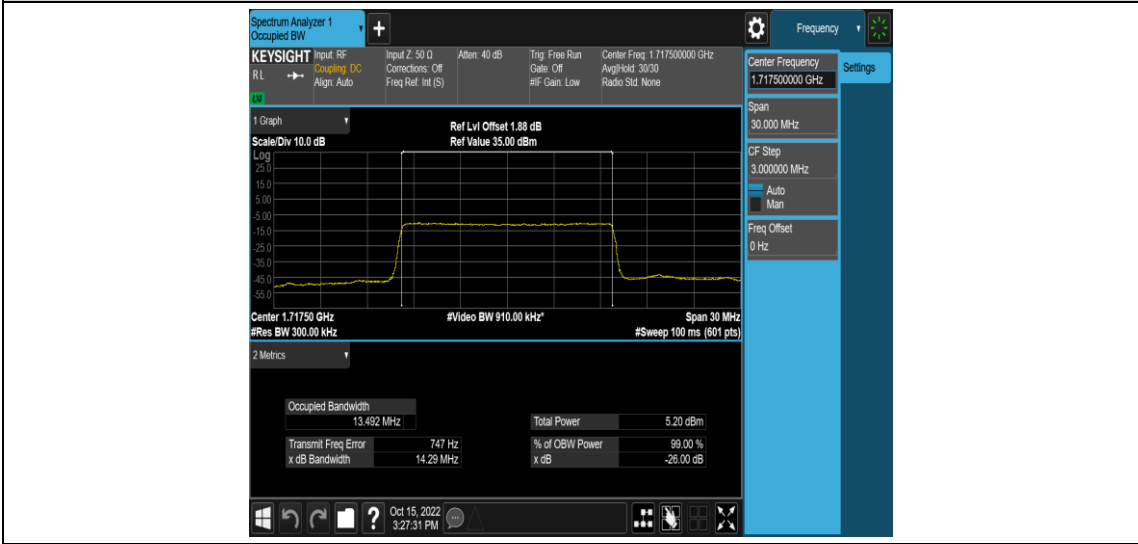 Spectrum Analyzer 1
Occupied BW
+
Frequency
KEYSIGHT
RL
LXI
Input: RF
Coupling: DC
Align: Auto
Input Z: 50 Ω
Corrections: Off
Freq Ref: Int (S)
Atten: 40 dB
Trig: Free Run
Gate: Off
#IF Gain: Low
Center Freq: 1.717500000 GHz
Avg|Hold: 30/30
Radio Std: None
Center Frequency
1.717500000 GHz
Settings
Span
30.000 MHz
CF Step
3.000000 MHz
Auto
Man
Freq Offset
0 Hz
1 Graph
Scale/Div 10.0 dB
Ref Lvl Offset 1.88 dB
Ref Value 35.00 dBm
Log
25.0
15.0
5.00
-5.00
-15.0
-25.0
-35.0
-45.0
-55.0
Center 1.71750 GHz
#Video BW 910.00 kHz*
Span 30 MHz
#Res BW 300.00 kHz
#Sweep 100 ms (601 pts)
2 Metrics
Occupied Bandwidth
13.492 MHz
Total Power 5.20 dBm
Transmit Freq Error 747 Hz
% of OBW Power 99.00 %
x dB Bandwidth 14.29 MHz
x dB -26.00 dB
?
Oct 15, 2022
3:27:31 PM